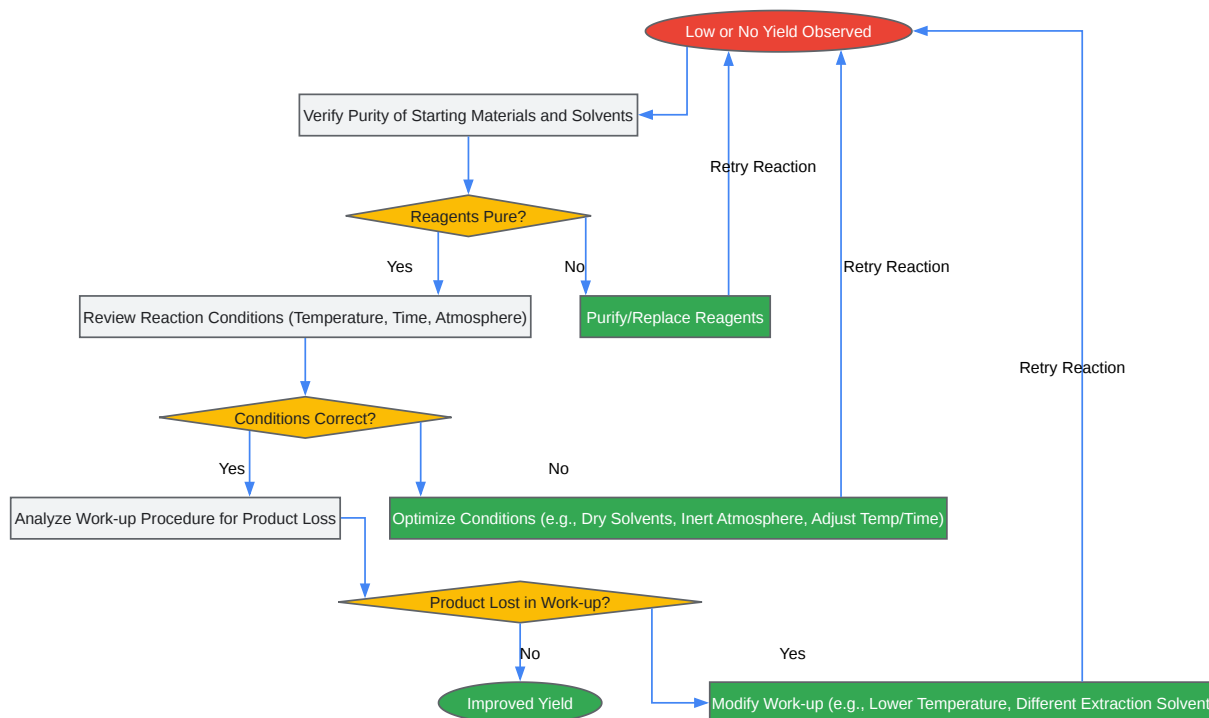 Low or No Yield Observed
Verify Purity of Starting Materials and Solvents
Retry Reaction
Reagents Pure?
Yes
No
Retry Reaction
Review Reaction Conditions (Temperature, Time, Atmosphere)
Purify/Replace Reagents
Retry Reaction
Conditions Correct?
Yes
No
Analyze Work-up Procedure for Product Loss
Optimize Conditions (e.g., Dry Solvents, Inert Atmosphere, Adjust Temp/Time)
Product Lost in Work-up?
No
Yes
Improved Yield
Modify Work-up (e.g., Lower Temperature, Different Extraction Solvent